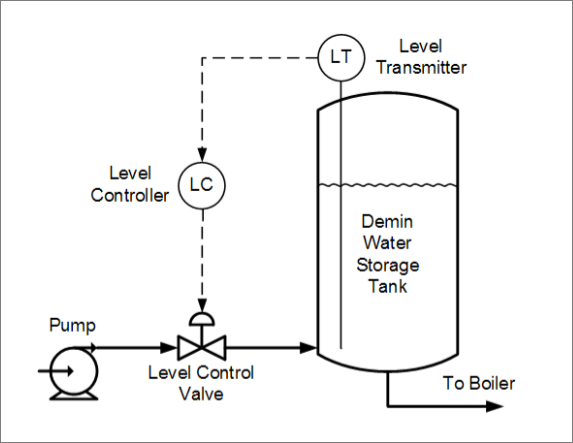 LT
Level
Transmitter
Level
Controller
LC
Demin
Water
Storage
Tank
Pump
Level Control
Valve
To Boiler